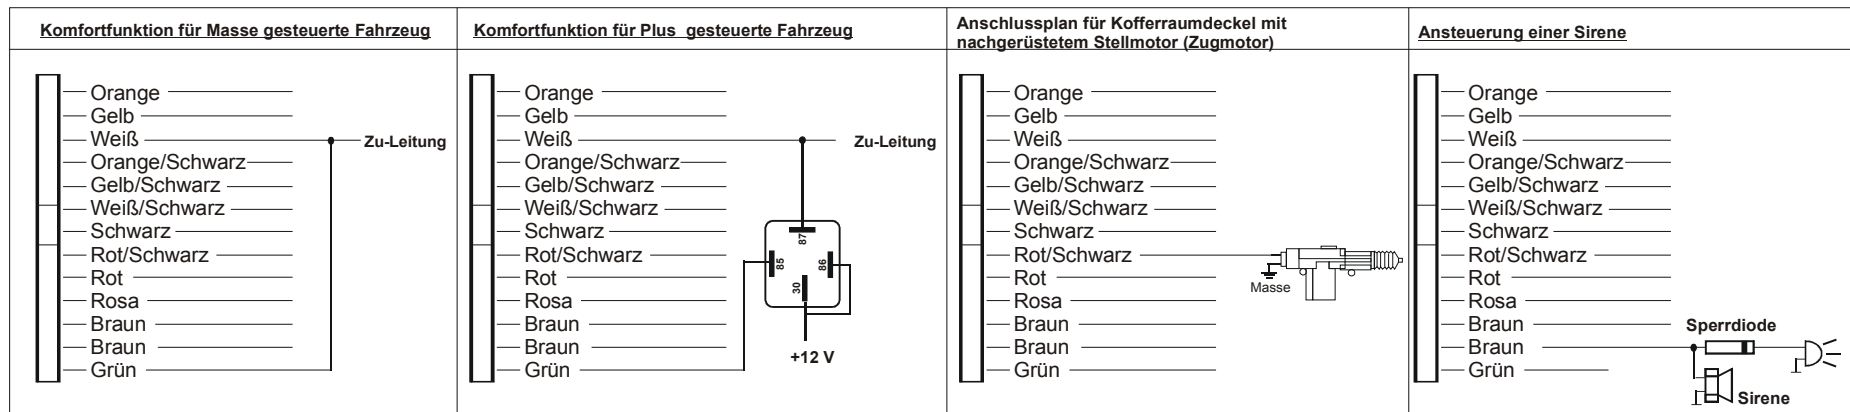 Komfortfunktion für Masse gesteuerte Fahrzeug
Orange
Gelb
Weiß
Zu-Leitung
Orange/Schwarz
Gelb/Schwarz
Weiß/Schwarz
Schwarz
Rot/Schwarz
Rot
Rosa
Braun
Braun
Grün
Komfortfunktion für Plus gesteuerte Fahrzeug
Orange
Gelb
Weiß
Zu-Leitung
Orange/Schwarz
Gelb/Schwarz
Weiß/Schwarz
Schwarz
Rot/Schwarz
Rot
Rosa
Braun
Braun
Grün
87
85
86
30
+12 V
Anschlussplan für Kofferraumdeckel mit
nachgerüstetem Stellmotor (Zugmotor)
Orange
Gelb
Weiß
Orange/Schwarz
Gelb/Schwarz
Weiß/Schwarz
Schwarz
Rot/Schwarz
Rot
Rosa
Braun
Braun
Grün
Masse
Ansteuerung einer Sirene
Orange
Gelb
Weiß
Orange/Schwarz
Gelb/Schwarz
Weiß/Schwarz
Schwarz
Rot/Schwarz
Rot
Rosa
Braun
Braun
Grün
Sperrdiode
Sirene